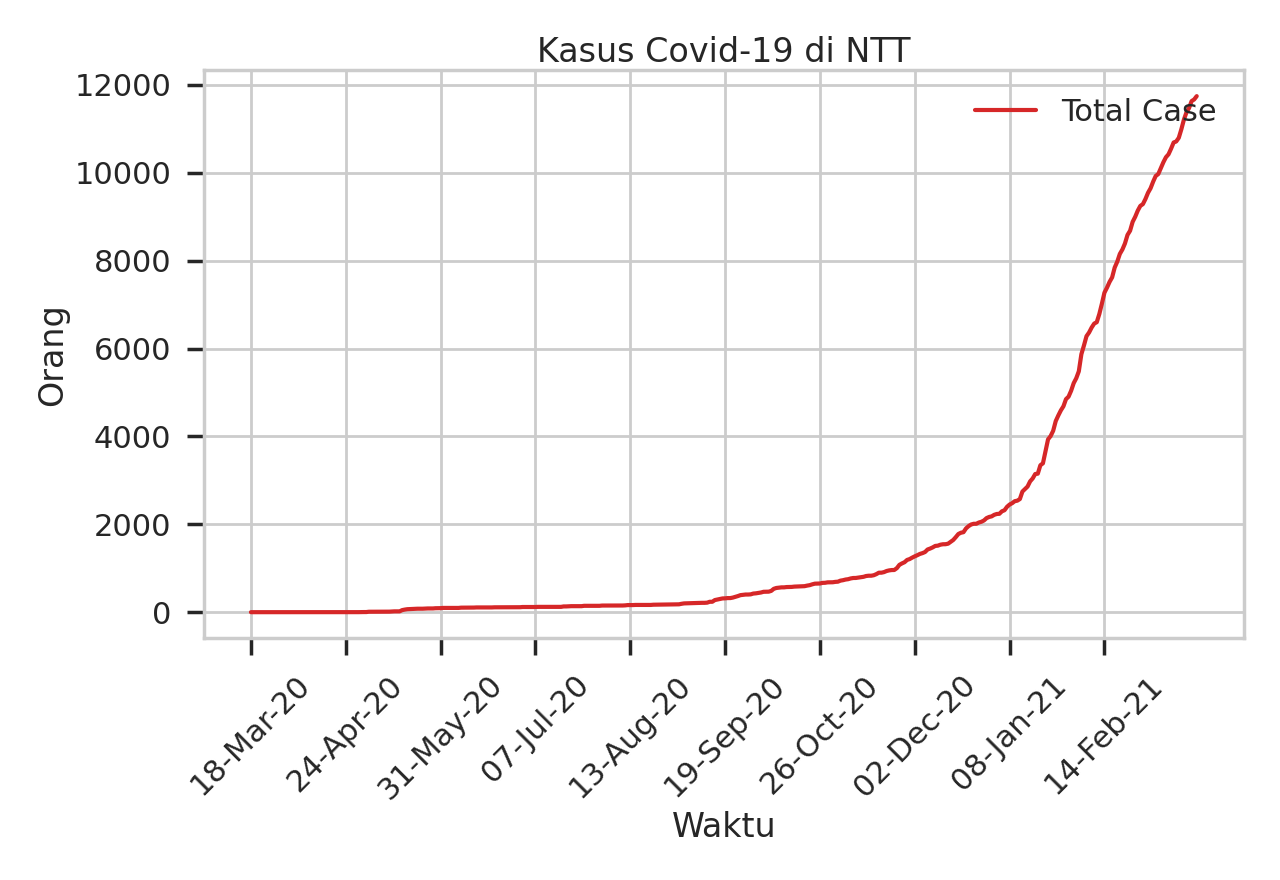 Kasus Covid-19 di NTT
Total Case
Orang
12000
10000
8000
6000
4000
2000
0
18-Mar-20
24-Apr-20
31-May-20
07-Jul-20
13-Aug-20
19-Sep-20
26-Oct-20
02-Dec-20
08-Jan-21
14-Feb-21
Waktu